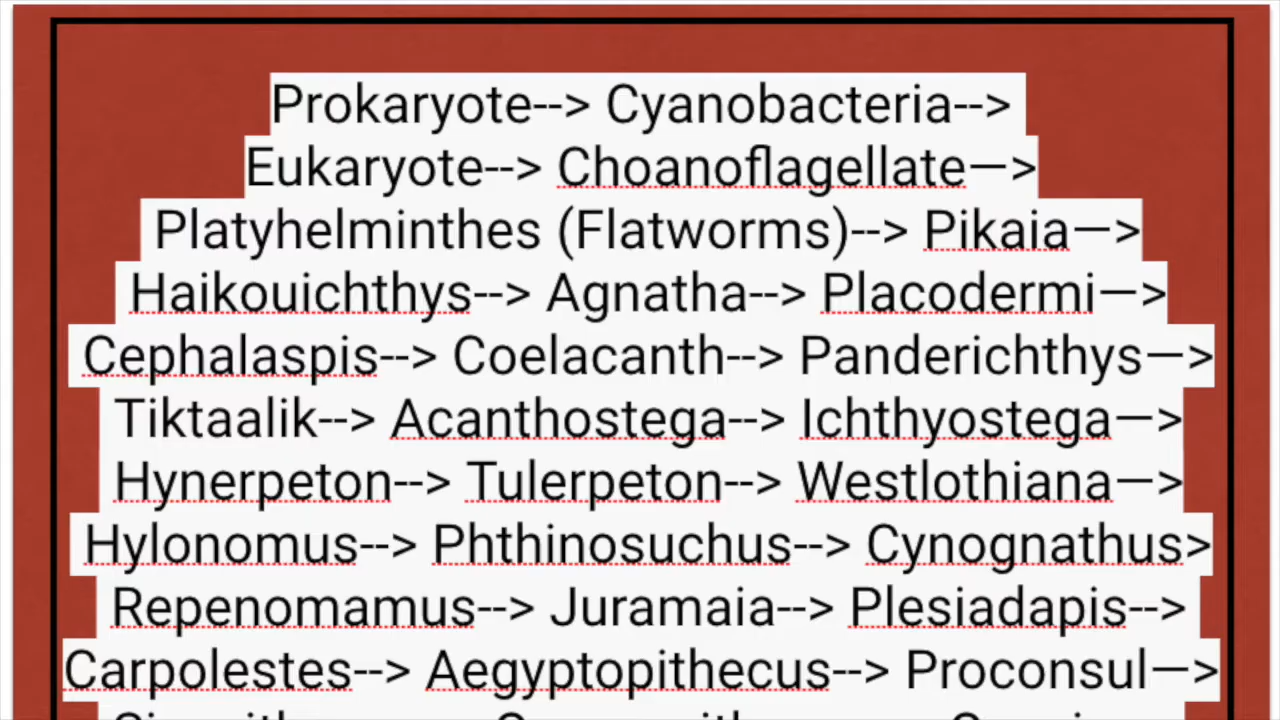 Prokaryote--> Cyanobacteria-->
Eukaryote--> Choanoflagellate—>
Platyhelminthes (Flatworms)--> Pikaia—>
Haikouichthys--> Agnatha--> Placodermi—>
Cephalaspis--> Coelacanth--> Panderichthys—>
Tiktaalik--> Acanthostega--> Ichthyostega—>
Hynerpeton--> Tulerpeton--> Westlothiana—>
Hylonomus--> Phthinosuchus--> Cynognathus>
Repenomamus--> Juramaia--> Plesiadapis-->
Carpolestes--> Aegyptopithecus--> Proconsul—>